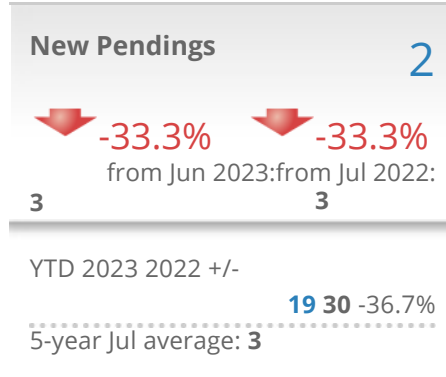 New Pendings
2
-33.3% -33.3%
from Jun 2023:from Jul 2022:
3 3
YTD 2023 2022 +/-
19 30 -36.7%
5-year Jul average: 3